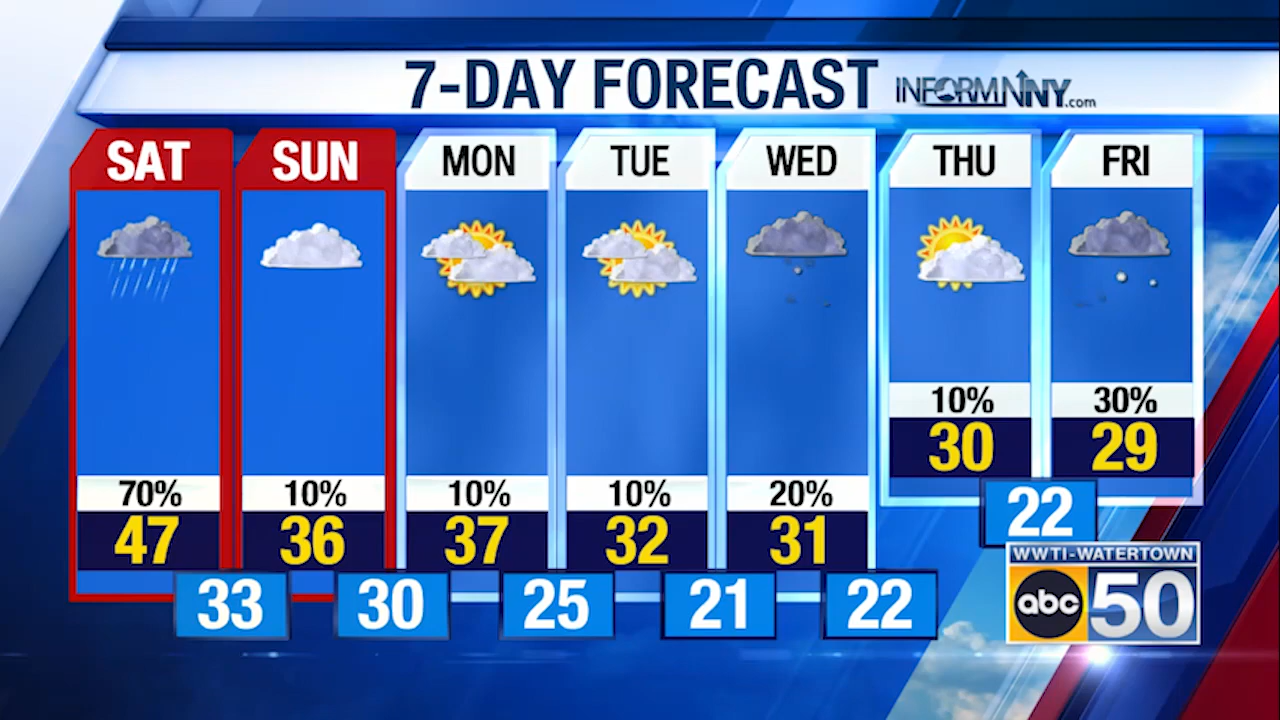 7-DAY FORECAST INFORMNNY.com
SAT SUN MON TUE WED THU FRI
10% 30%
30 29
70% 10% 10% 10% 20%
47 36 37 32 31
22
33 30 25 21 22
WWTI-WATERTOWN
abc 50